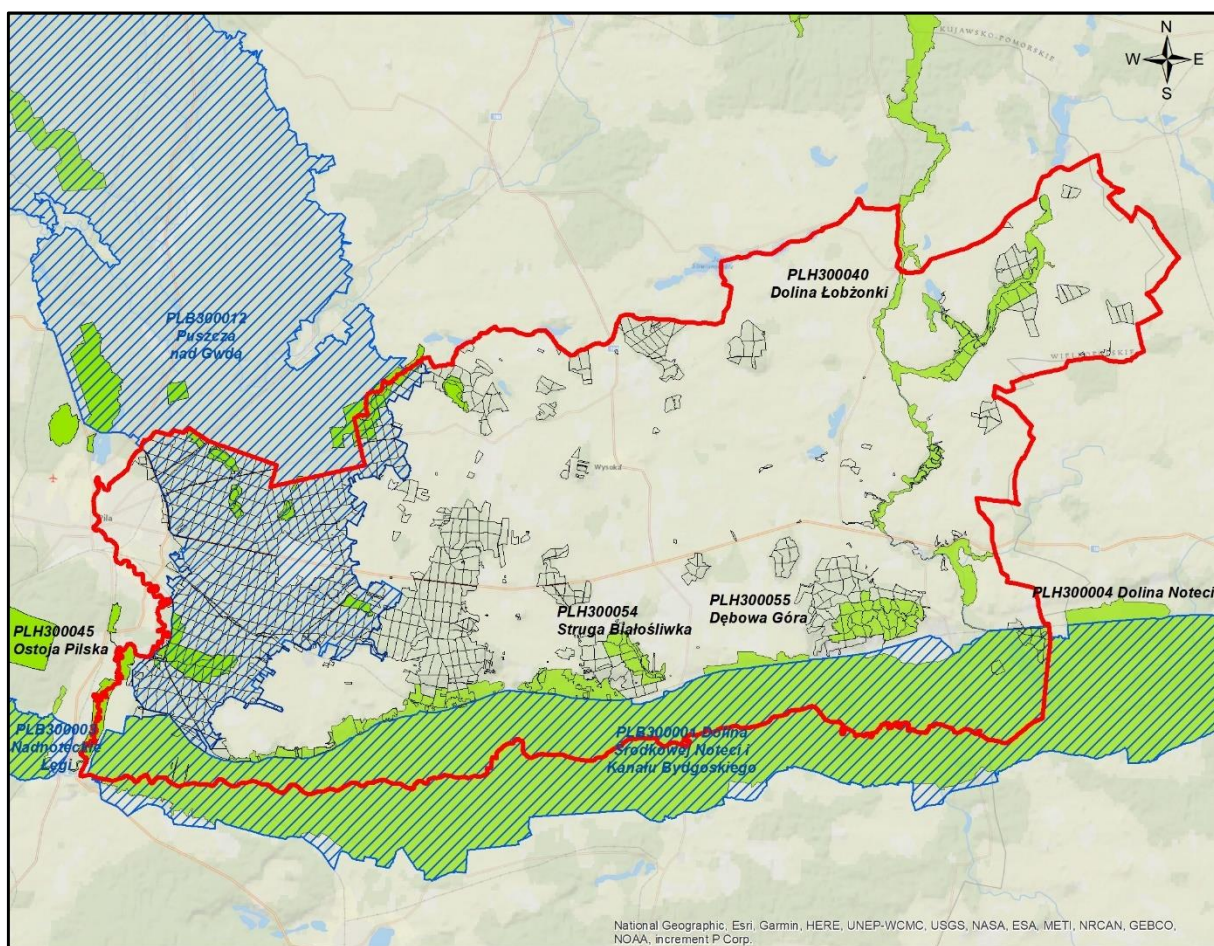 N
W E
S
KUJAWSKO-POMORSKIE
PLH300040
Dolina Łobżonki
PLB300012
Puszcza
nad Gwdą
WIELKOPOLSKIE
Wysoka
Piła
PLH300054
Struga Białośliwka
PLH300055
Dębowa Góra
PLH300004 Dolina Noteci
PLH300045
Ostoja Pilska
PLB300003
Nadnoteckie
Łęgi
PLB300001 Dolina
Środkowej Noteci i
Kanału Bydgoskiego
National Geographic, Esri, Garmin, HERE, UNEP-WCMC, USGS, NASA, ESA, METI, NRCAN, GEBCO,
NOAA, increment P Corp.